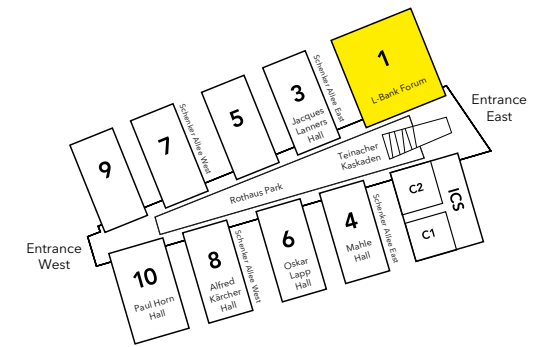 1
L-Bank Forum
Schenker Allee East
3
Jacques
Lanners
Hall
Entrance
East
5
Schenker Allee West
7
9
Teinacher
Kaskaden
Rothaus Park
C2
ICS
C1
Schenker Allee East
4
Mahle
Hall
6
Oskar
Lapp
Hall
Schenker Allee West
8
Alfred
Kärcher
Hall
Entrance
West
10
Paul Horn
Hall